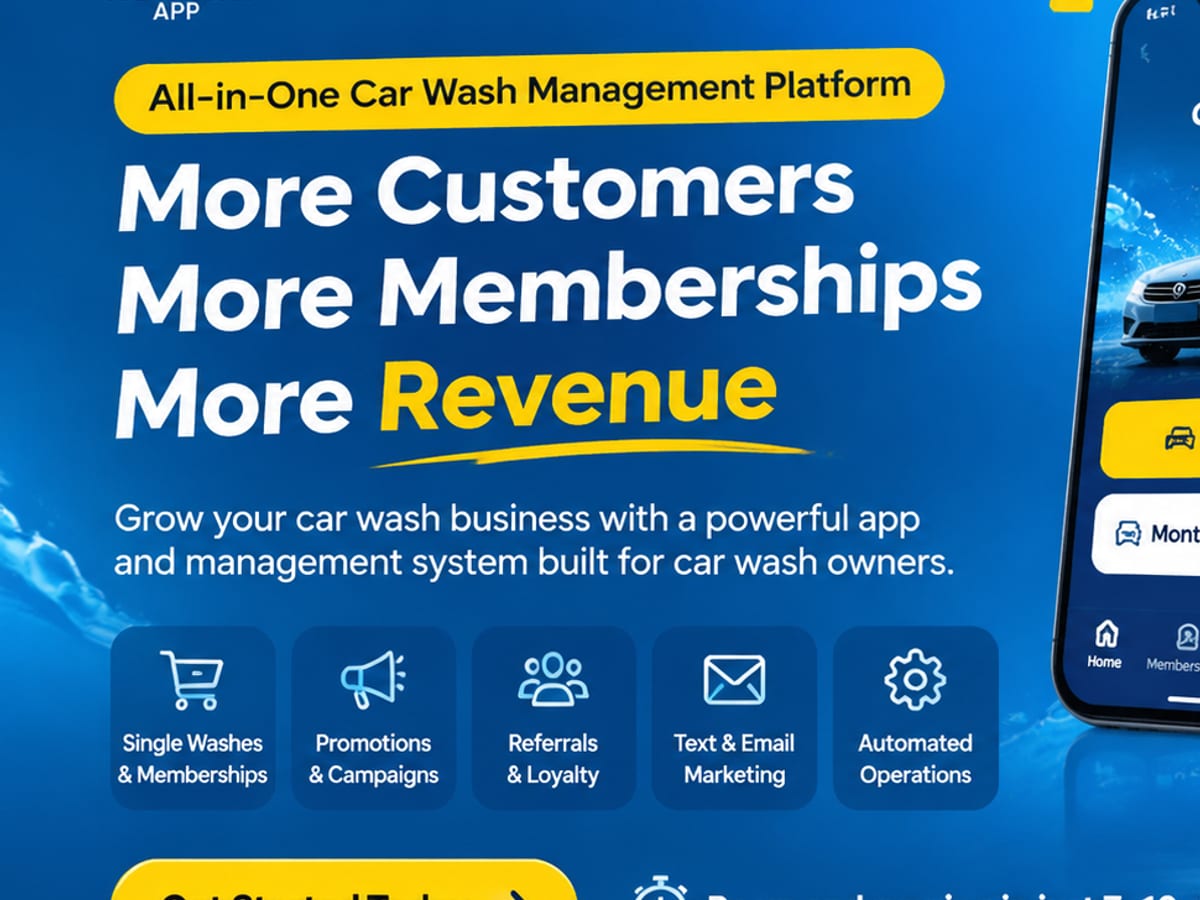 APP
All-in-One Car Wash Management Platform
More Customers
More Memberships
More Revenue
Grow your car wash business with a powerful app
and management system built for car wash owners.
Single Washes
& Memberships
Promotions
& Campaigns
Referrals
& Loyalty
Text & Email
Marketing
Automated
Operations
Home